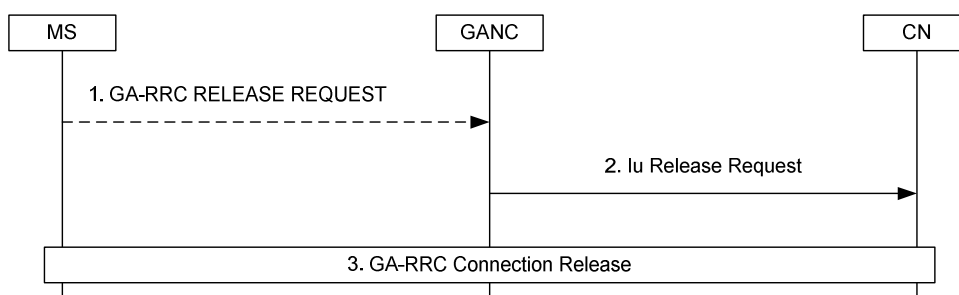 MS
GANC
CN
1. GA-RRC RELEASE REQUEST
2. Iu Release Request
3. GA-RRC Connection Release